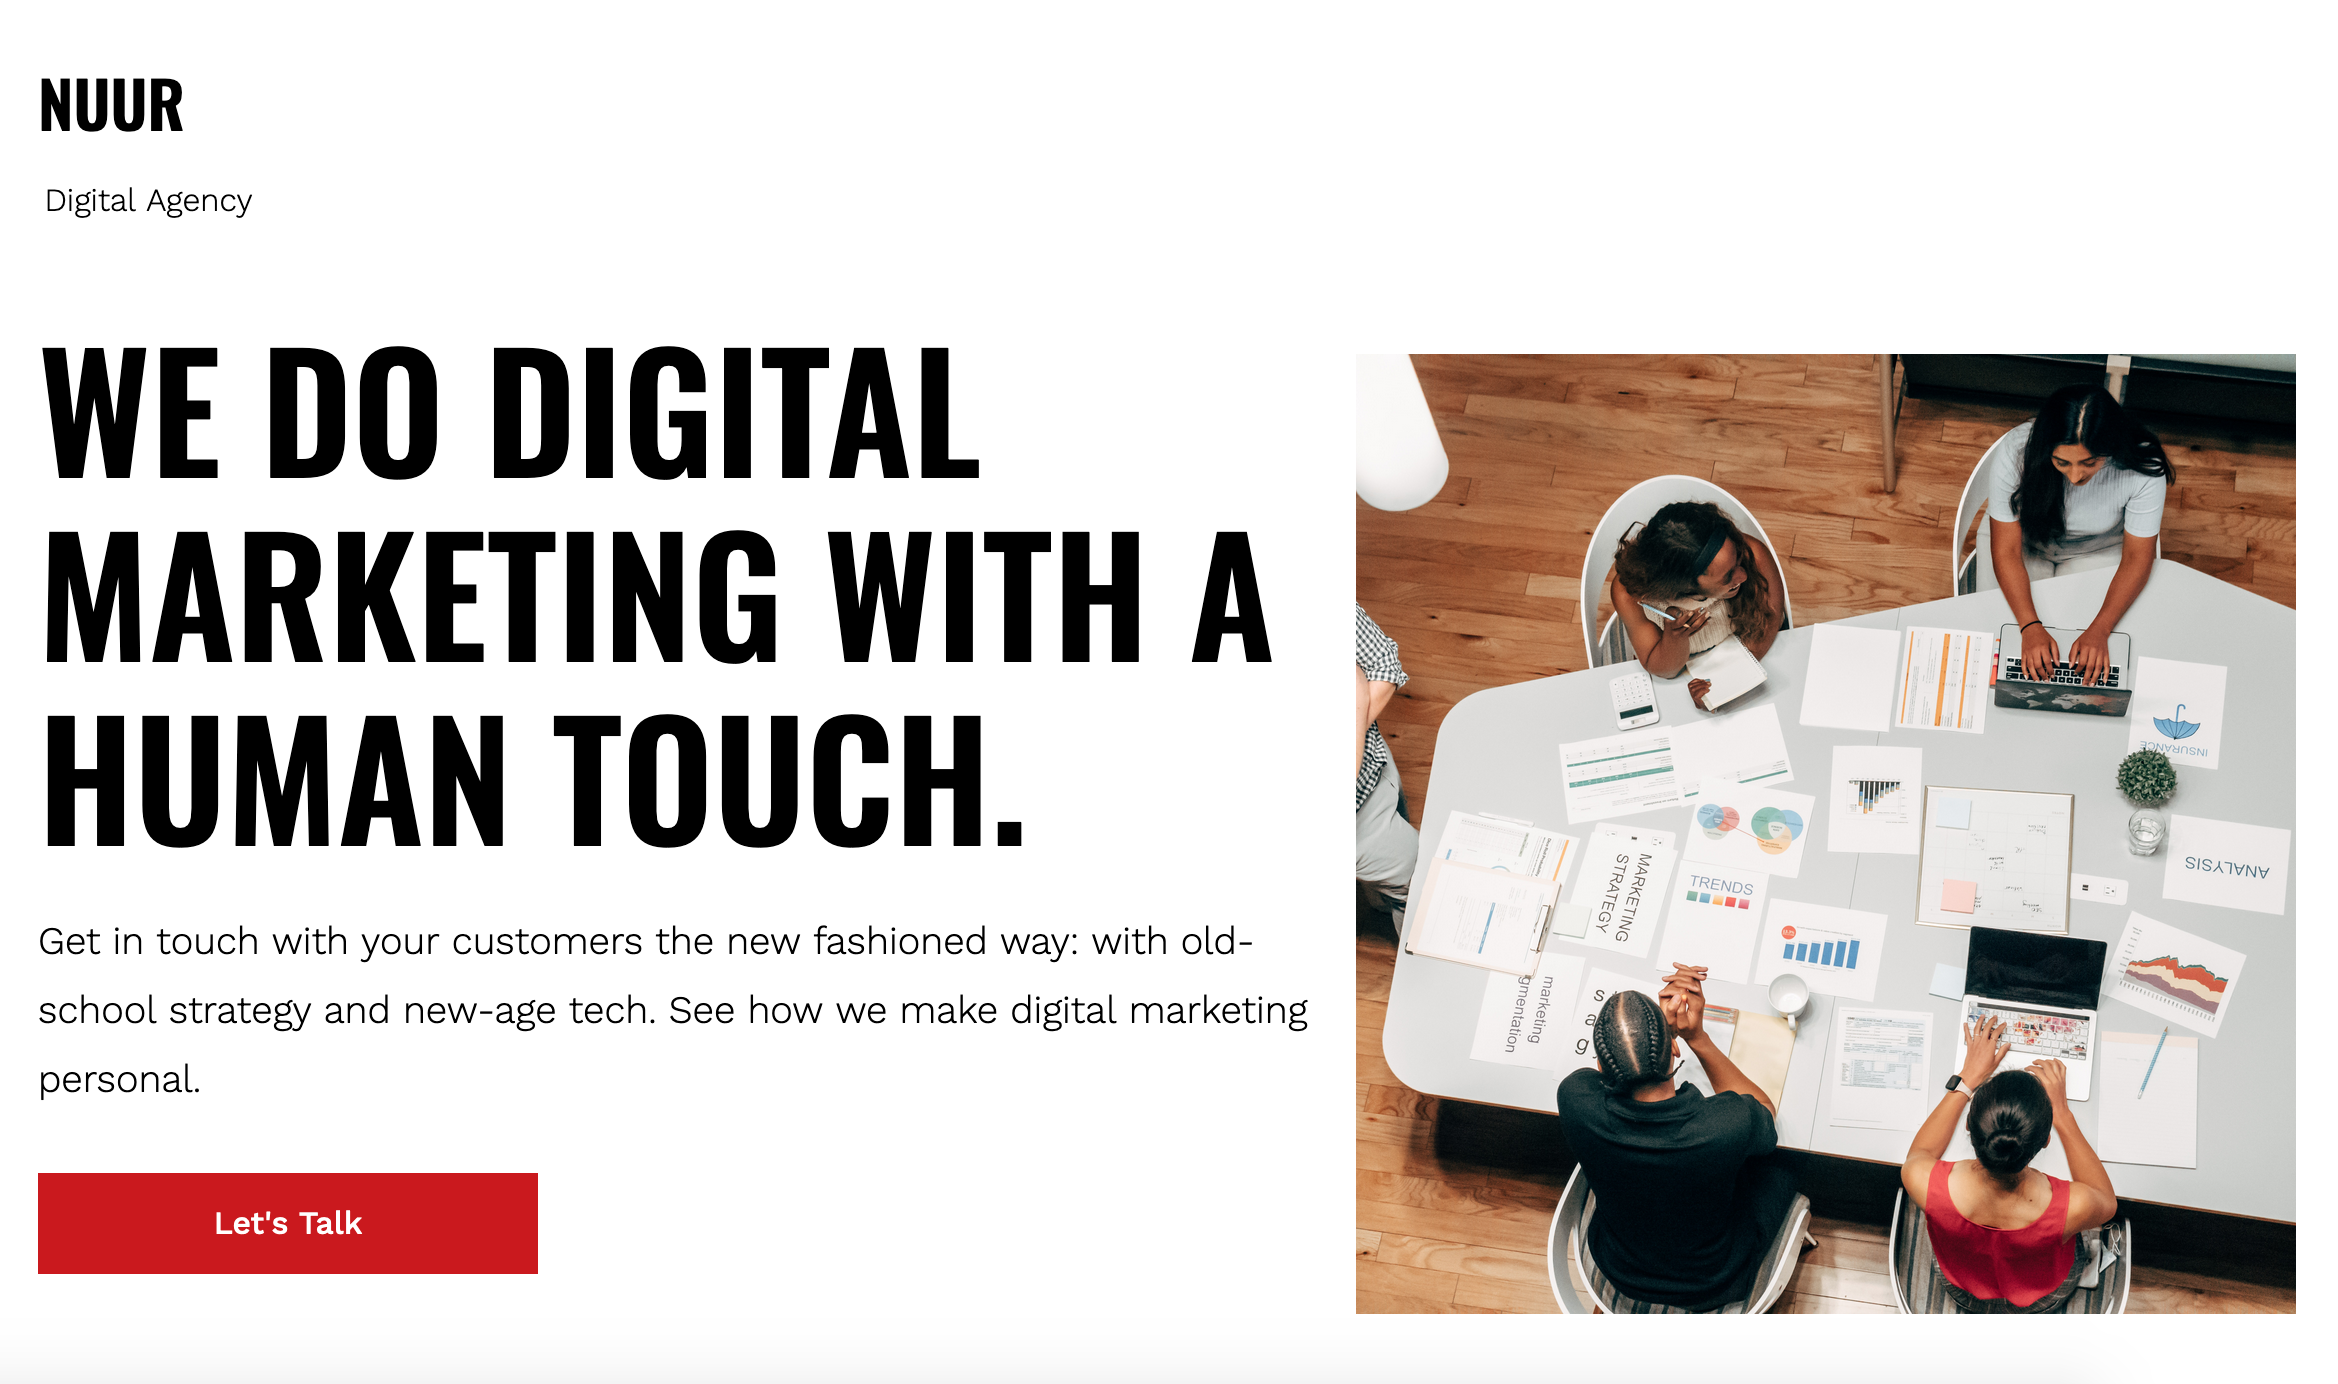 NUUR
Digital Agency
WE DO DIGITAL
MARKETING WITH A
HUMAN TOUCH.
Get in touch with your customers the new fashioned way: with old-
school strategy and new-age tech. See how we make digital marketing
personal.
Let's Talk
INSURANCE
ANALYSIS
MARKETING
STRATEGY
TRENDS
marketing
gmentation